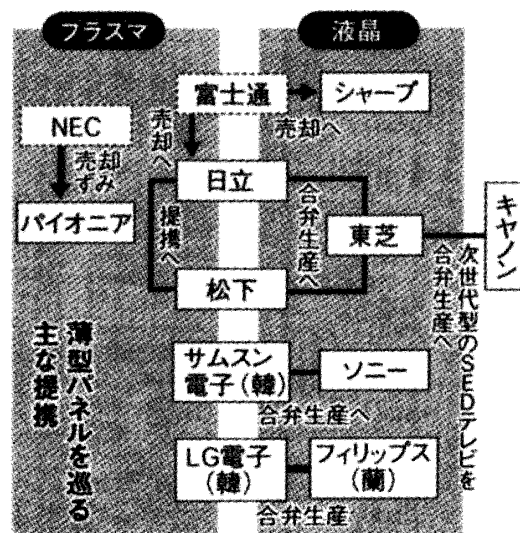 プラズマ
液晶
富士通
シャープ
売却へ
NEC
売却へ
売却
ずみ
日立
パイオニア
提携へ
合弁生産へ
東芝
キヤノン
松下
次世代型のSEDテレビを
合弁生産へ
サムスン
電子(韓)
ソニー
合弁生産へ
薄型パネルを巡る
主な提携
LG電子
(韓)
フィリップス
(蘭)
合弁生産